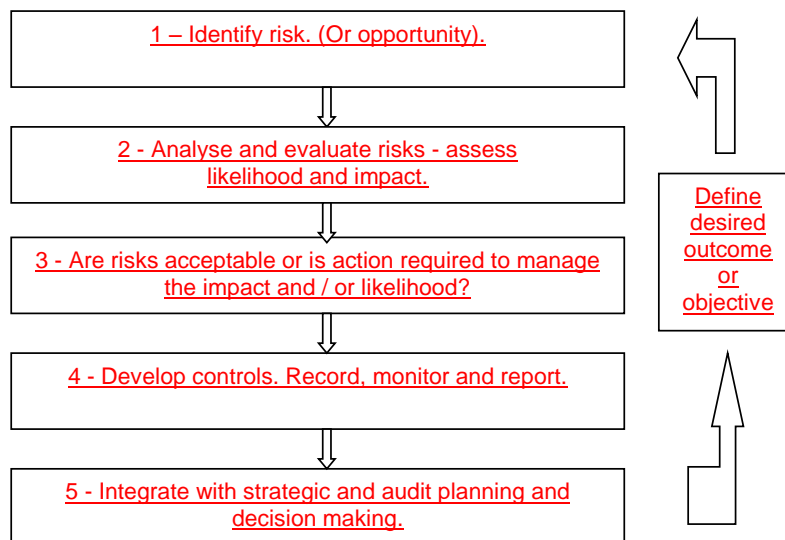 1 – Identify risk. (Or opportunity).
2 - Analyse and evaluate risks - assess
likelihood and impact.
3 - Are risks acceptable or is action required to manage
the impact and / or likelihood?
4 - Develop controls. Record, monitor and report.
5 - Integrate with strategic and audit planning and
decision making.
Define
desired
outcome
or
objective